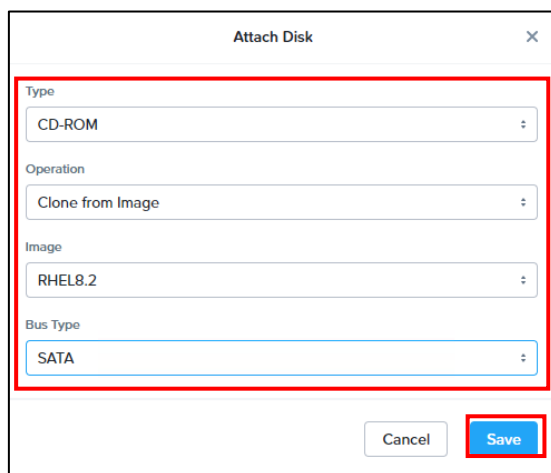 Attach Disk
Type
CD-ROM
Operation
Clone from Image
Image
RHEL8.2
Bus Type
SATA
Cancel Save